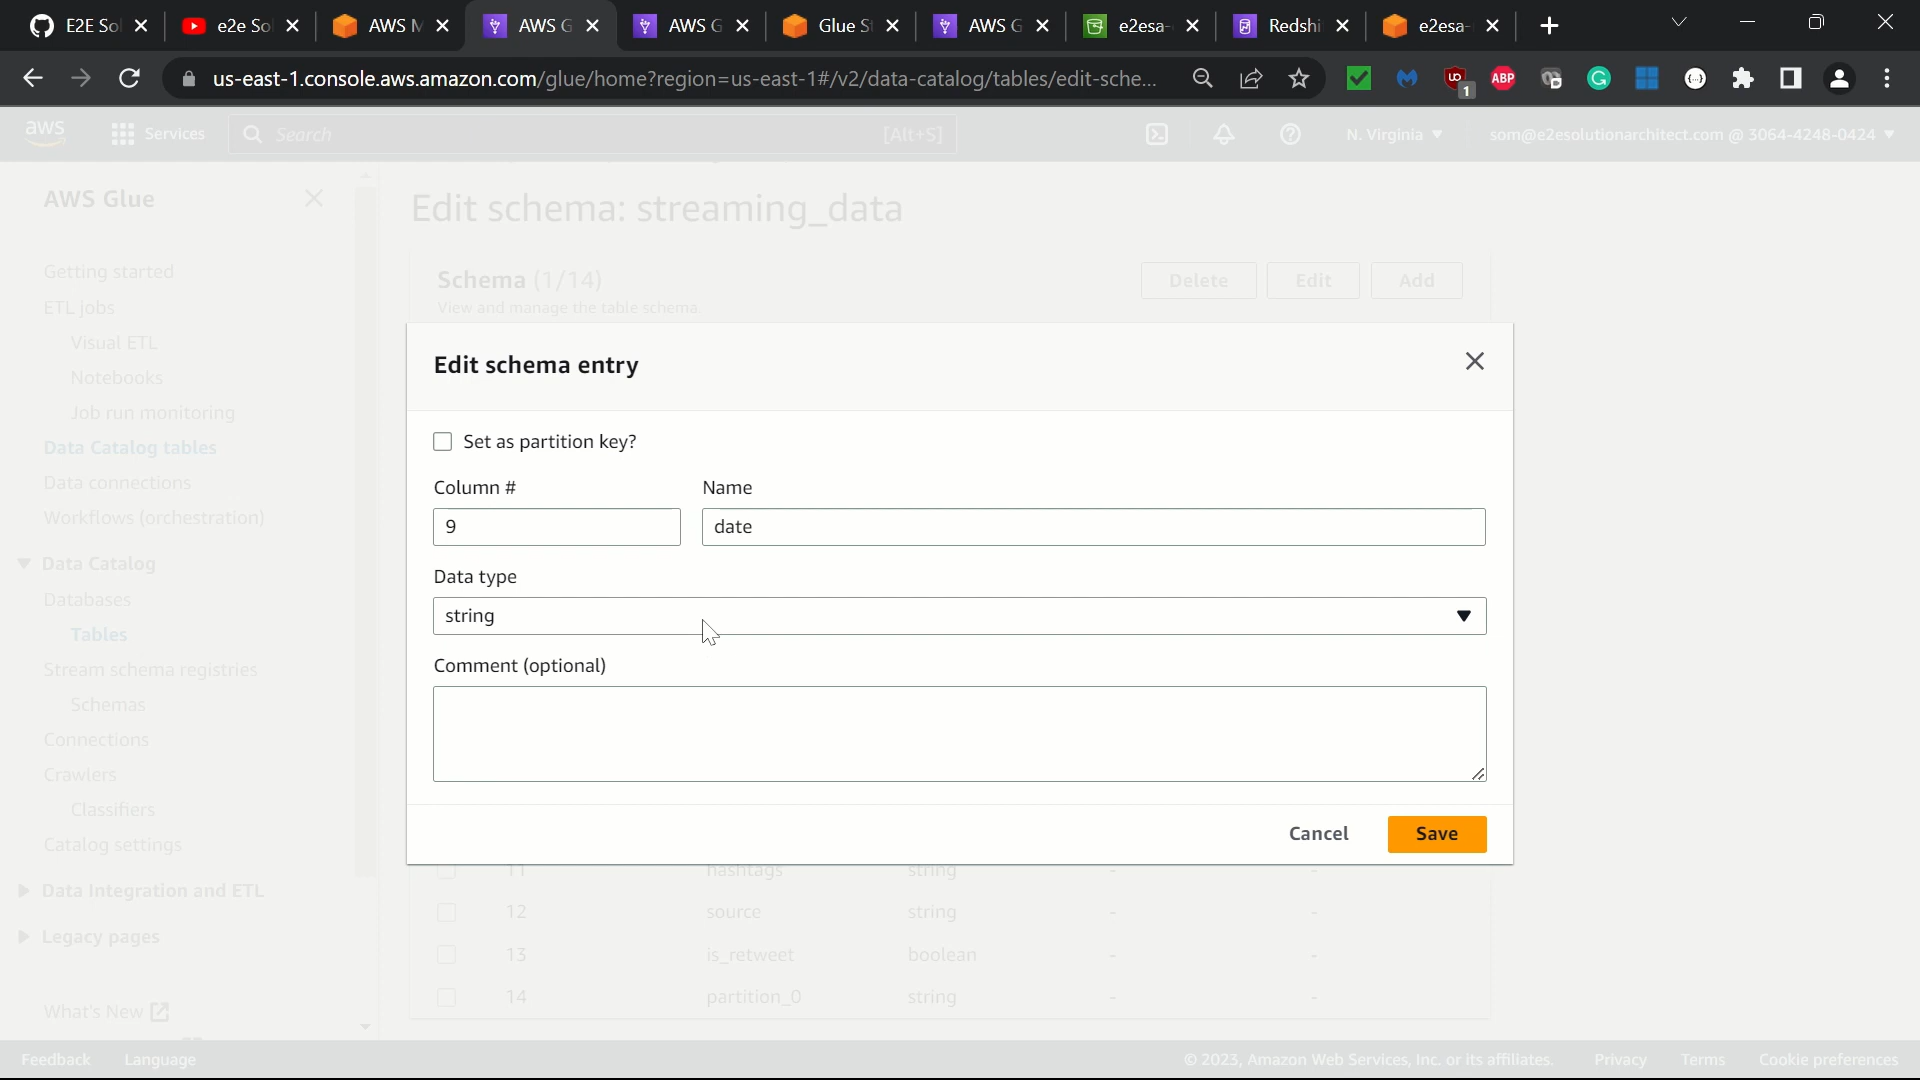 E2E So
e2e So
AWS M
AWS G
AWS G
Glue S
AWS G
e2esa-
Redshi
e2esa-
us-east-1.console.aws.amazon.com/glue/home?region=us-east-1#/v2/data-catalog/tables/edit-sche...
1
ABP
aws
Services
Search
[Alt+S]
N. Virginia
som@e2esolutionarchitect.com @ 3064-4248-0424
AWS Glue
Getting started
ETL jobs
Visual ETL
Notebooks
Job run monitoring
Data Catalog tables
Data connections
Workflows (orchestration)
Data Catalog
Databases
Tables
Stream schema registries
Schemas
Connections
Crawlers
Classifiers
Catalog settings
Data Integration and ETL
Legacy pages
What's New
Edit schema: streaming_data
Schema (1/14)
View and manage the table schema.
Delete
Edit
Add
Edit schema entry
Set as partition key?
Column #
Name
9
date
Data type
string
Comment (optional)
Cancel
Save
11 hashtags string - -
12 source string - -
13 is_retweet boolean - -
14 partition_0 string - -
Feedback
Language
© 2023, Amazon Web Services, Inc. or its affiliates.
Privacy
Terms
Cookie preferences